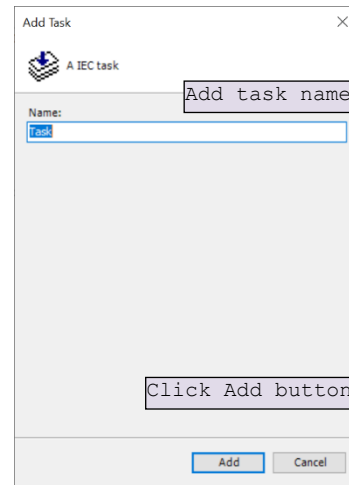 Add Task
A IEC task
Add task name
Name:
Task
Click Add button
Add
Cancel